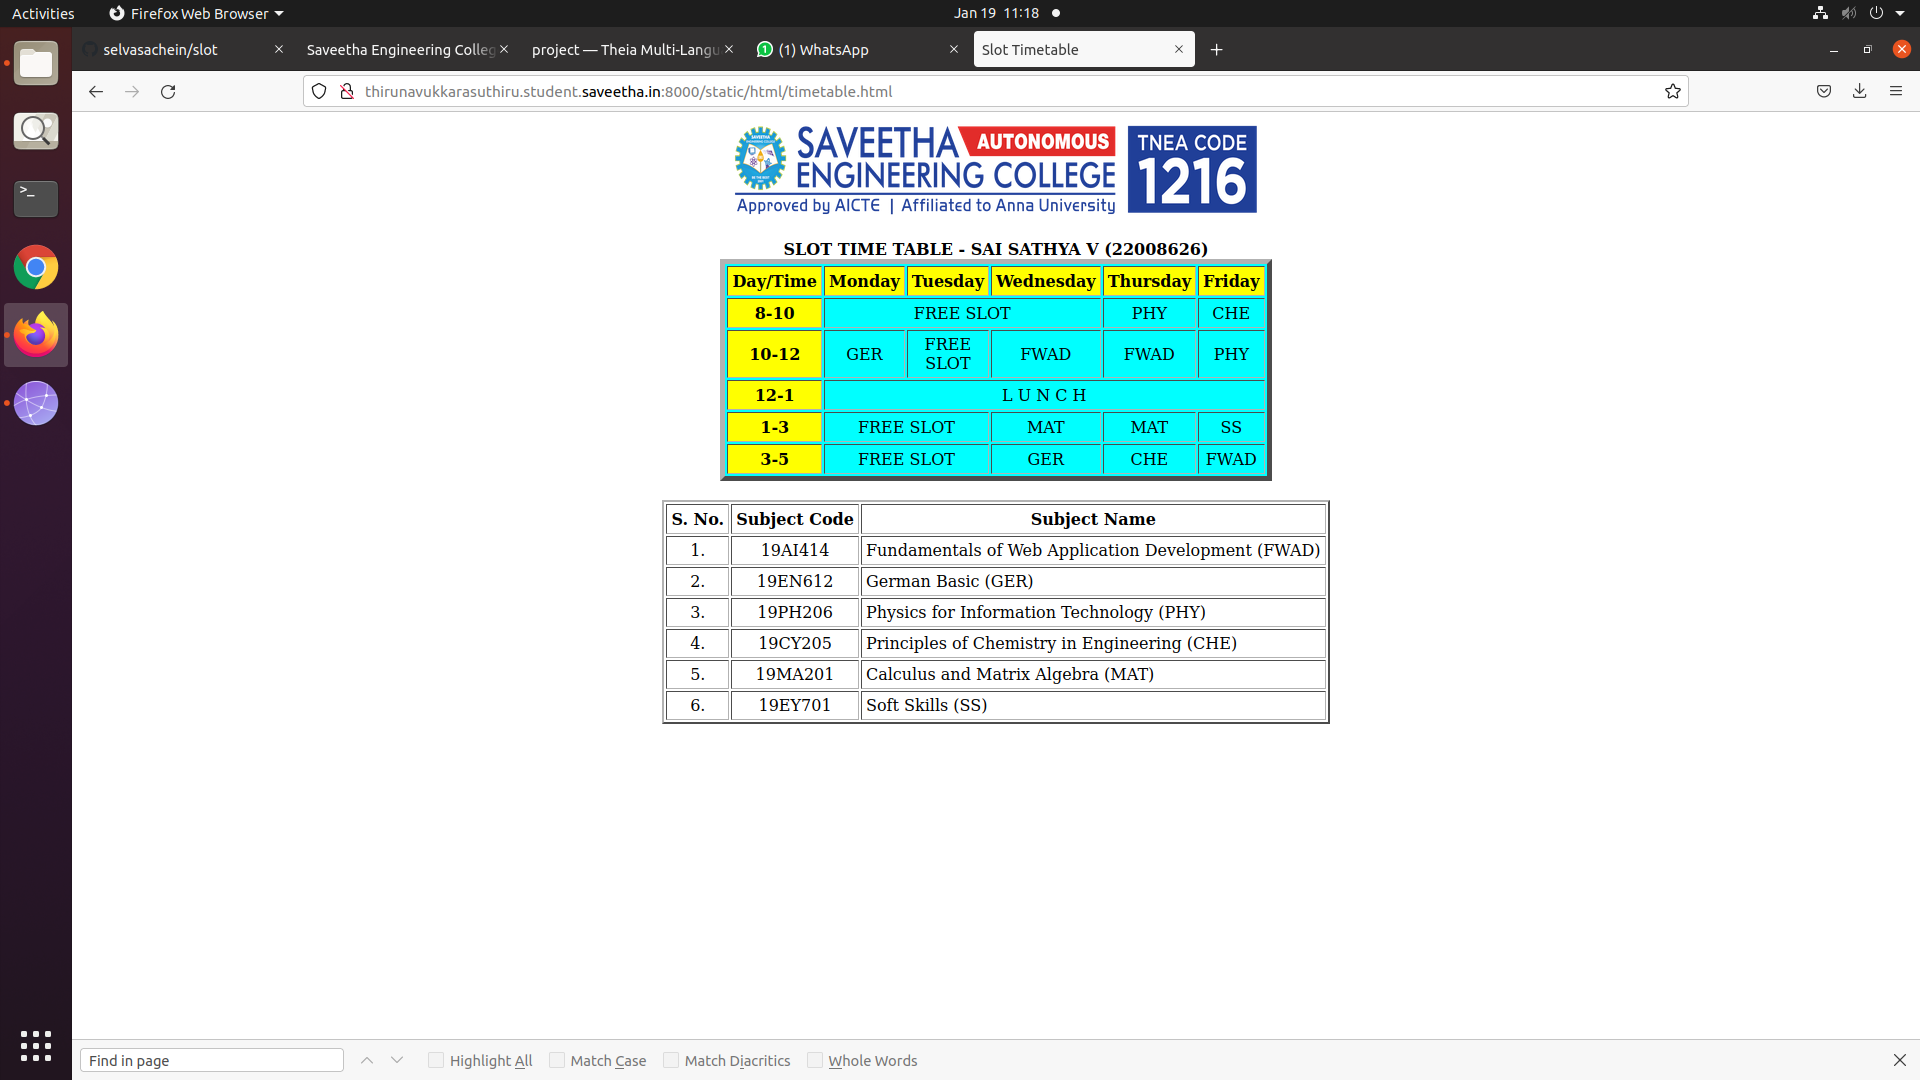 Activities Firefox Web Browser Jan 19 11:18
selvasachein/slot Saveetha Engineering Colleg project — Theia Multi-Langu (1) WhatsApp Slot Timetable
thirunavukkarasuthiru.student.saveetha.in:8000/static/html/timetable.html
SAVEETHA AUTONOMOUS
ENGINEERING COLLEGE
Approved by AICTE | Affiliated to Anna University
TNEA CODE
1216
SLOT TIME TABLE - SAI SATHYA V (22008626)
Day/Time Monday Tuesday Wednesday Thursday Friday
8-10 FREE SLOT PHY CHE
10-12 GER FREE SLOT FWAD FWAD PHY
12-1 L U N C H
1-3 FREE SLOT MAT MAT SS
3-5 FREE SLOT GER CHE FWAD
S. No. Subject Code Subject Name
1. 19AI414 Fundamentals of Web Application Development (FWAD)
2. 19EN612 German Basic (GER)
3. 19PH206 Physics for Information Technology (PHY)
4. 19CY205 Principles of Chemistry in Engineering (CHE)
5. 19MA201 Calculus and Matrix Algebra (MAT)
6. 19EY701 Soft Skills (SS)
Find in page Highlight All Match Case Match Diacritics Whole Words